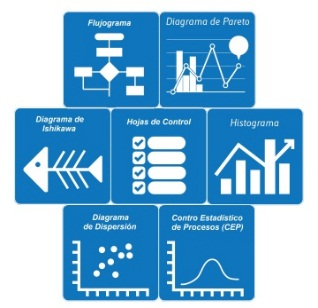 Flujograma
Diagrama de Pareto
Diagrama de
Ishikawa
Hojas de Control
Histograma
Diagrama
de Dispersión
Contro Estadístico
de Procesos (CEP)